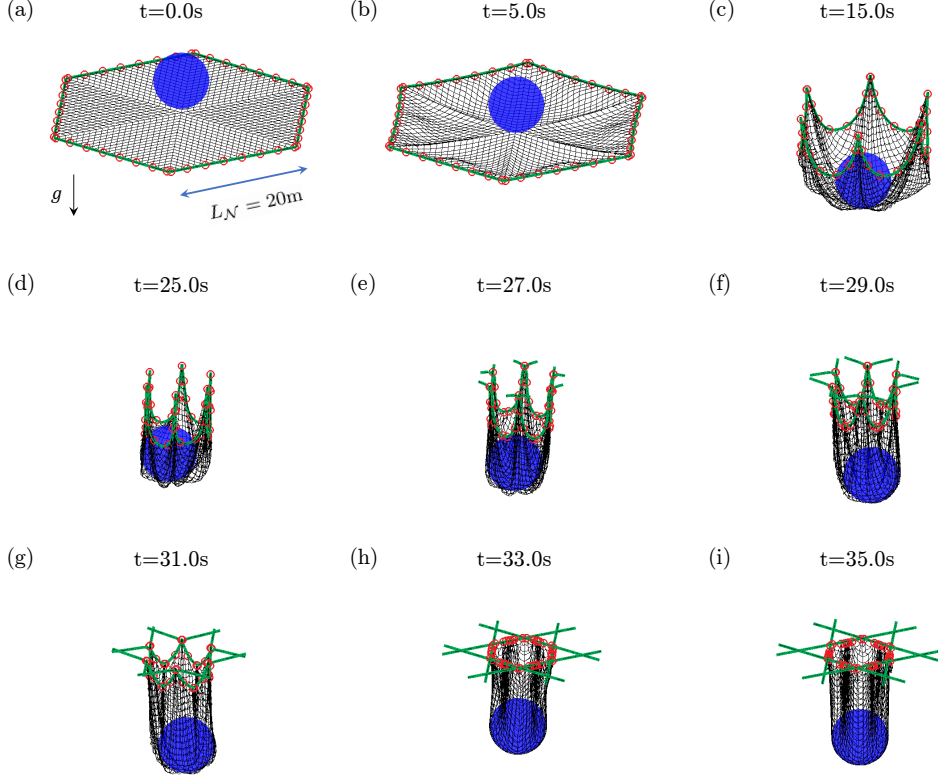 (a)
t=0.0s
(b)
t=5.0s
(c)
t=15.0s
g
L_𝒩 = 20m
(d)
t=25.0s
(e)
t=27.0s
(f)
t=29.0s
(g)
t=31.0s
(h)
t=33.0s
(i)
t=35.0s